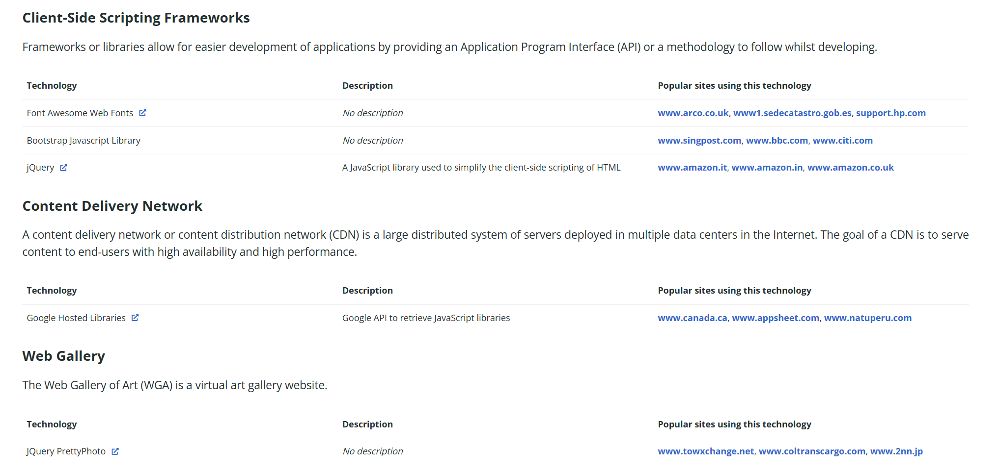 Client-Side Scripting Frameworks
Frameworks or libraries allow for easier development of applications by providing an Application Program Interface (API) or a methodology to follow whilst developing.
Technology Description Popular sites using this technology
Font Awesome Web Fonts No description www.arco.co.uk, www1.sedecatastro.gob.es, support.hp.com
Bootstrap Javascript Library No description www.singpost.com, www.bbc.com, www.citi.com
jQuery A JavaScript library used to simplify the client-side scripting of HTML www.amazon.it, www.amazon.in, www.amazon.co.uk
Content Delivery Network
A content delivery network or content distribution network (CDN) is a large distributed system of servers deployed in multiple data centers in the Internet. The goal of a CDN is to serve
content to end-users with high availability and high performance.
Technology Description Popular sites using this technology
Google Hosted Libraries Google API to retrieve JavaScript libraries www.canada.ca, www.appsheet.com, www.natuperu.com
Web Gallery
The Web Gallery of Art (WGA) is a virtual art gallery website.
Technology Description Popular sites using this technology
JQuery PrettyPhoto No description www.towxchange.net, www.coltranscargo.com, www.2nn.jp